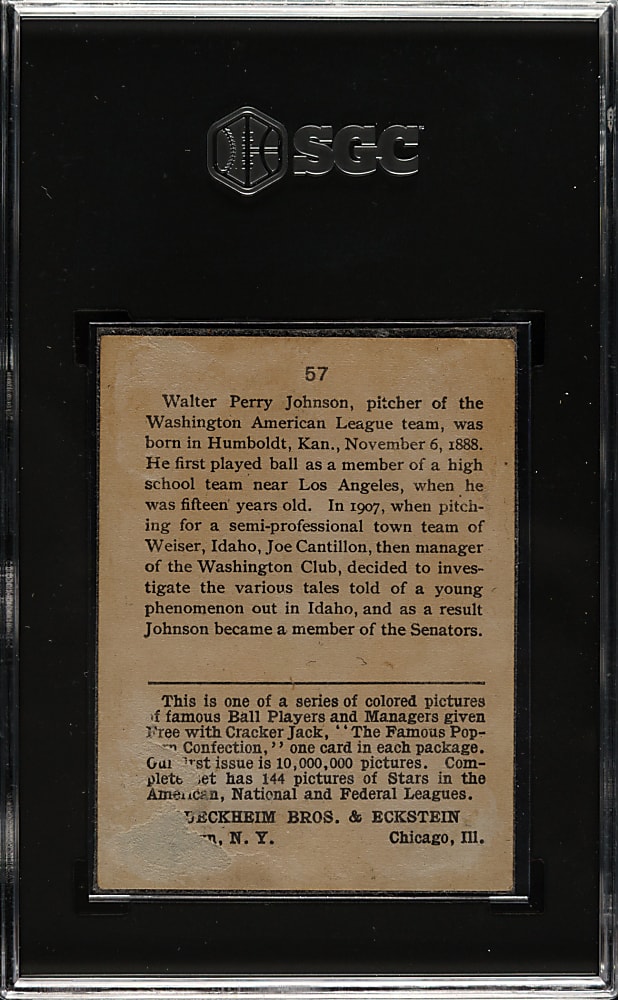 SGC
57
Walter Perry Johnson, pitcher of the
Washington American League team, was
born in Humboldt, Kan., November 6, 1888.
He first played ball as a member of a high
school team near Los Angeles, when he
was fifteen years old. In 1907, when pitch-
ing for a semi-professional town team of
Weiser, Idaho, Joe Cantillon, then manager
of the Washington Club, decided to inves-
tigate the various tales told of a young
phenomenon out in Idaho, and as a result
Johnson became a member of the Senators.
This is one of a series of colored pictures
of famous Ball Players and Managers given
Free with Cracker Jack, "The Famous Pop-
Confection," one card in each package.
Our issue is 10,000,000 pictures. Com-
plete set has 144 pictures of Stars in the
American, National and Federal Leagues.
BROS. & ECKSTEIN
N. Y. Chicago, Ill.